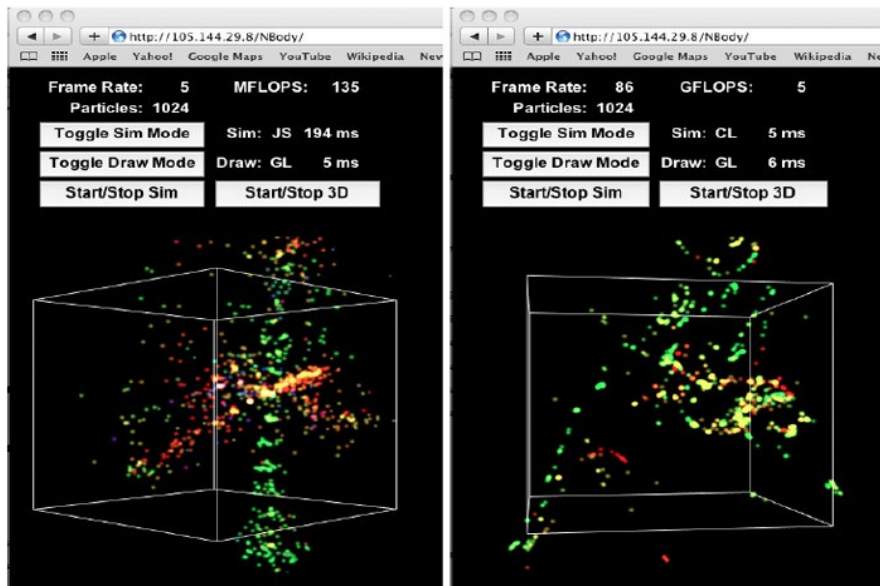 http://105.144.29.8/NBody/
Apple Yahoo! Google Maps YouTube Wikipedia
Frame Rate: 5 MFLOPS: 135
Particles: 1024
Toggle Sim Mode Sim: JS 194 ms
Toggle Draw Mode Draw: GL 5 ms
Start/Stop Sim Start/Stop 3D
http://105.144.29.8/NBody/
Apple Yahoo! Google Maps YouTube Wikipedia
Frame Rate: 86 GFLOPS: 5
Particles: 1024
Toggle Sim Mode Sim: CL 5 ms
Toggle Draw Mode Draw: GL 6 ms
Start/Stop Sim Start/Stop 3D